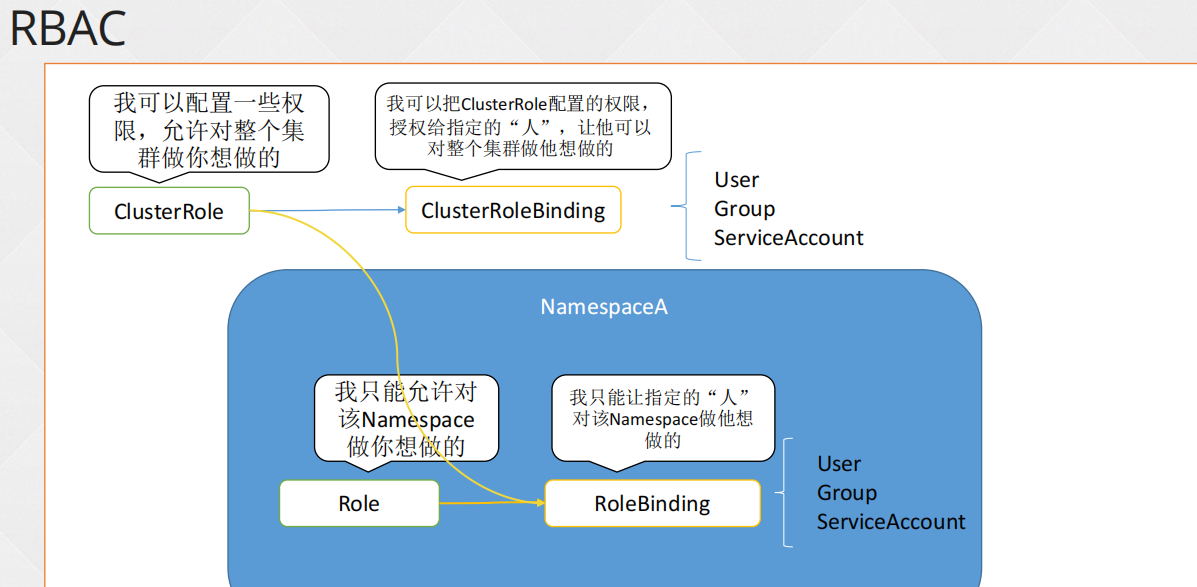 RBAC
我可以配置一些权
限，允许对整个集
群做你想做的
我可以把ClusterRole配置的权限，
授权给指定的“人”，让他可以
对整个集群做他想做的
ClusterRole
ClusterRoleBinding
User
Group
ServiceAccount
NamespaceA
我只能允许对
该Namespace
做你想做的
我只能让指定的“人”
对该Namespace做他想
做的
Role
RoleBinding
User
Group
ServiceAccount